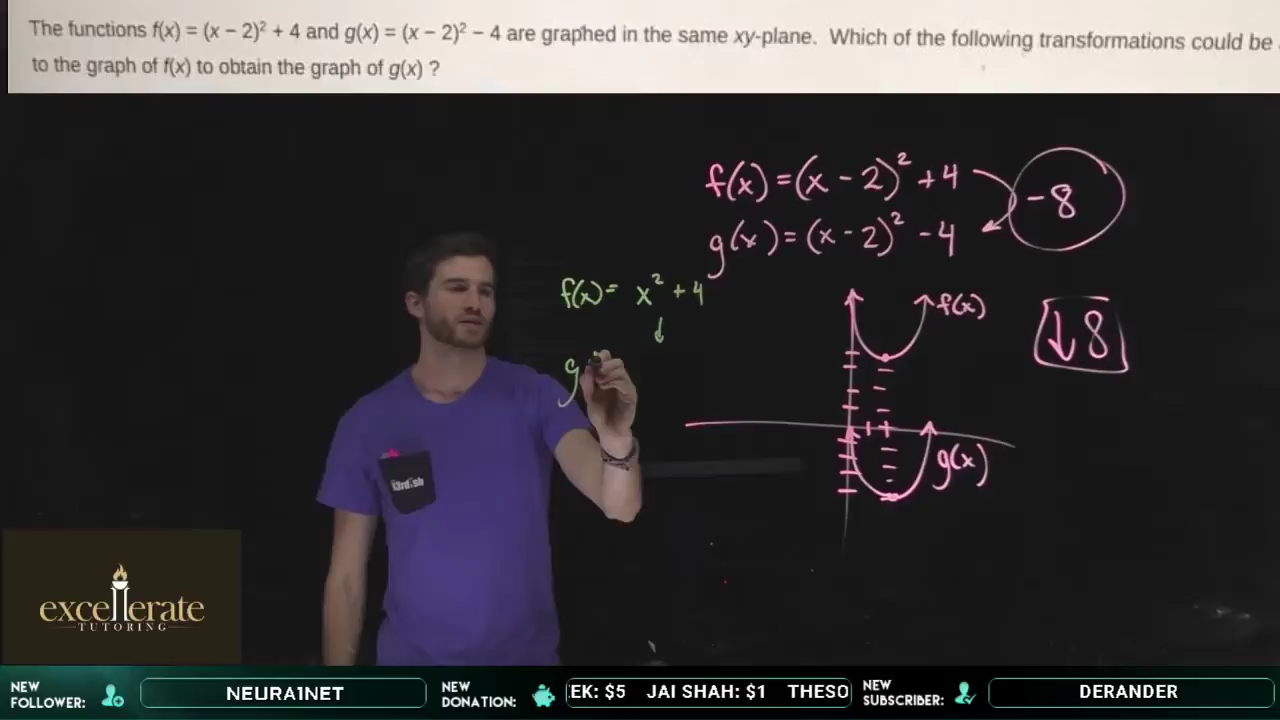 The functions f(x) = (x − 2)² + 4 and g(x) = (x − 2)² − 4 are graphed in the same xy-plane. Which of the following transformations could be
to the graph of f(x) to obtain the graph of g(x) ?
f(x) = (x - 2)² + 4
-8
g(x) = (x - 2)² - 4
f(x) = x² + 4
f(x)
↓8
g
g(x)
k3rd.sh
excellerate
TUTORING
NEW FOLLOWER:
NEURA1NET
NEW DONATION:
EK: $5 JAI SHAH: $1 THESO
NEW SUBSCRIBER:
DERANDER